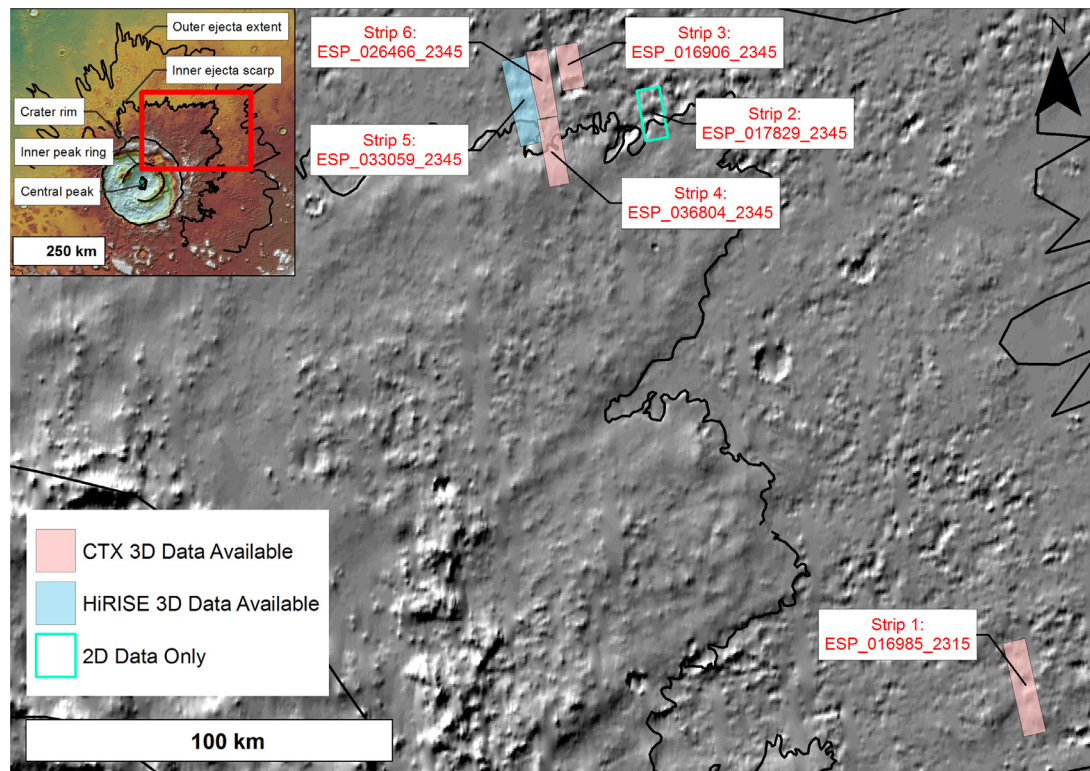 Outer ejecta extent
Inner ejecta scarp
Crater rim
Inner peak ring
Central peak
250 km
Strip 6:
ESP_026466_2345
Strip 3:
ESP_016906_2345
N
Strip 5:
ESP_033059_2345
Strip 2:
ESP_017829_2345
Strip 4:
ESP_036804_2345
CTX 3D Data Available
HiRISE 3D Data Available
2D Data Only
Strip 1:
ESP_016985_2315
100 km